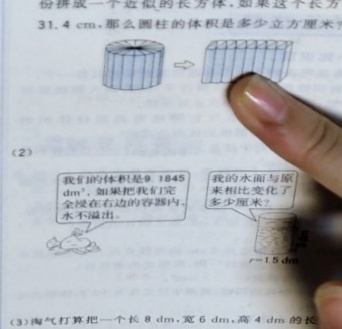 份拼成一个近似的长方体,如果这个长方
31.4 cm,那么圆柱的体积是多少立方厘米?
(2)
我们的体积是9.1845
dm³,如果把我们完
全浸在右边的容器内,
水不溢出。
我的水面与原
来相比变化了
多少厘米?
r=1.5 dm
(3)淘气打算把一个长 8 dm,宽 6 dm,高 4 dm 的长